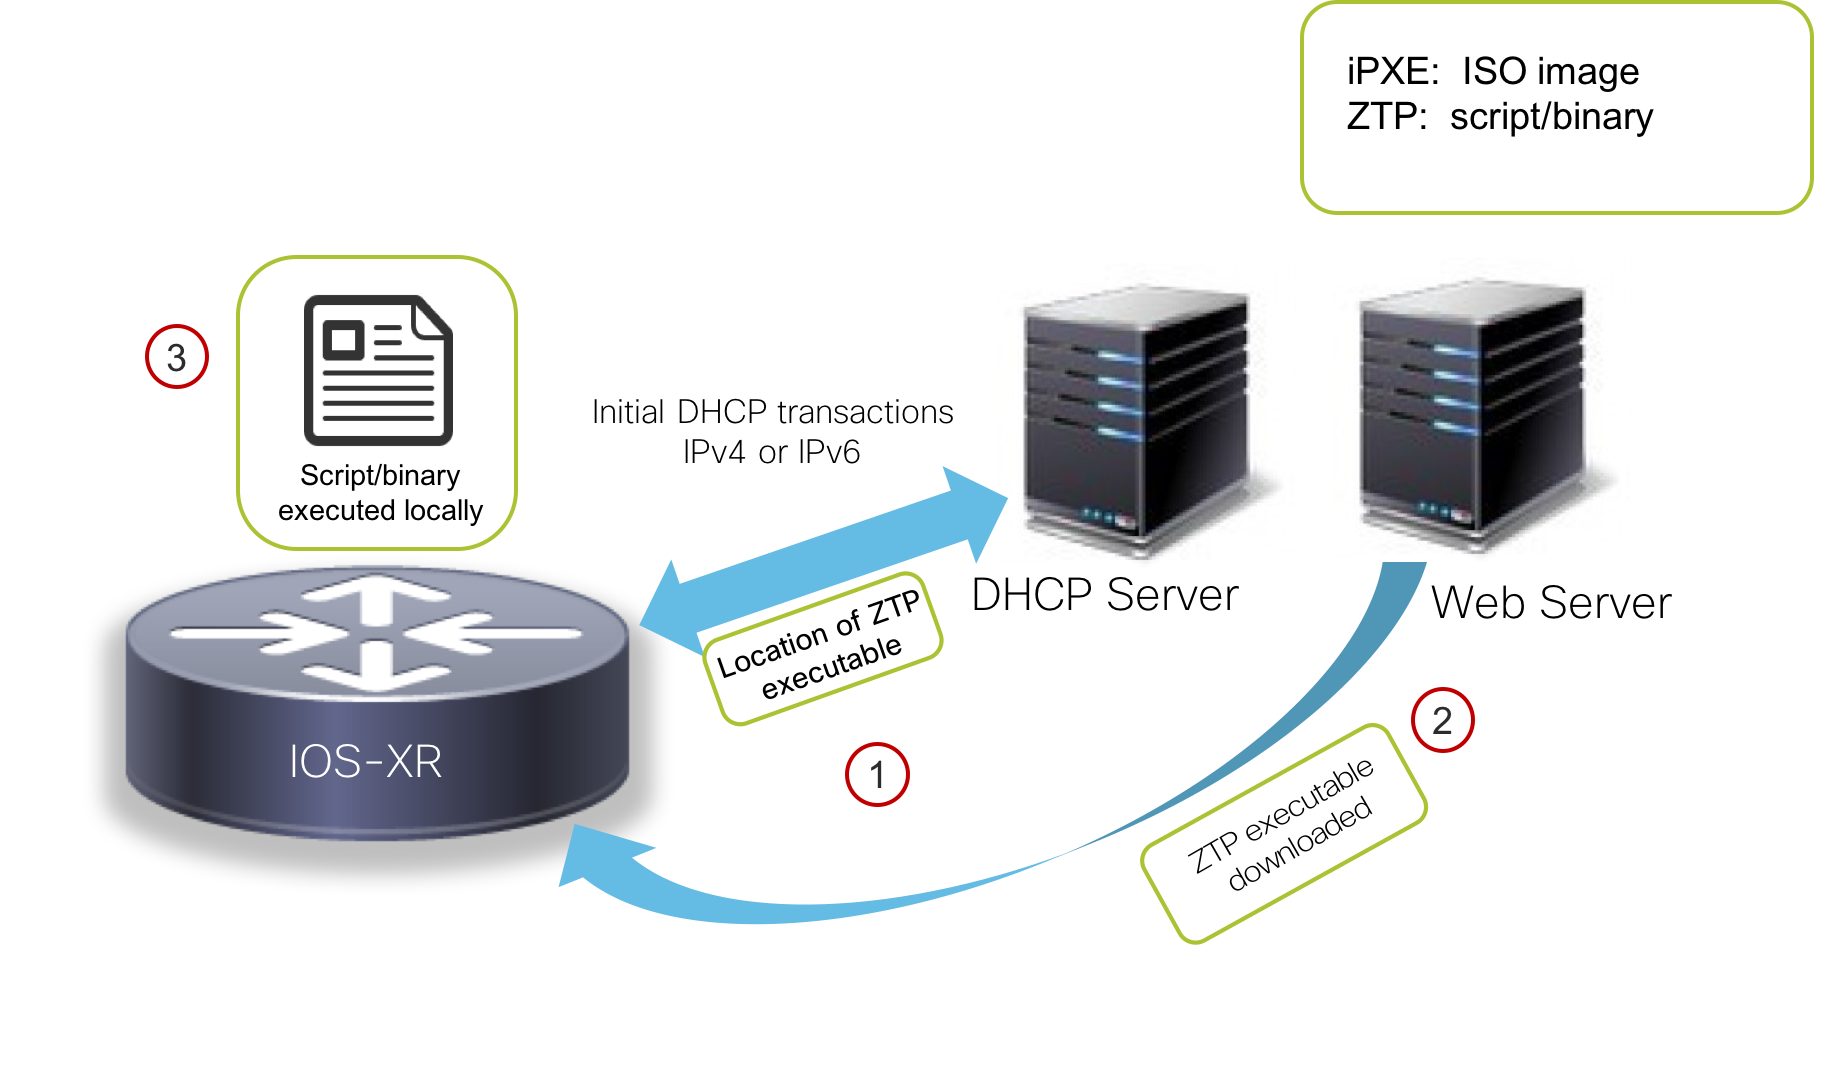 iPXE: ISO image
ZTP: script/binary
3
Script/binary
executed locally
Initial DHCP transactions
IPv4 or IPv6
Location of ZTP
executable
DHCP Server
Web Server
IOS-XR
1
2
ZTP executable
downloaded